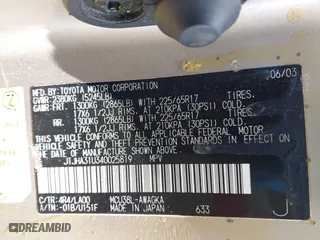 MFD. BY: TOYOTA MOTOR CORPORATION 06/03
GVWR: 2380KG (5245LB)
GAWR: FRT. 1300KG (2865LB) WITH 225/65R17 TIRES.
17X6 1/2JJ RIMS. AT 210KPA (30PSI) COLD.
RR. 1300KG (2865LB) WITH 225/65R17 TIRES.
17X6 1/2JJ RIMS. AT 210KPA (30PSI) COLD.
THIS VEHICLE CONFORMS TO ALL APPLICABLE
FEDERAL MOTOR VEHICLE SAFETY AND
THEFT PREVENTION STANDARDS IN EFFECT ON
THE DATE OF MANUFACTURE SHOWN ABOVE.
JTJHA31U340025819 MPV
C/TR: 4R4/LA00 MCU38L-AWAGKA
A/TM: -01B/U151F MADE IN JAPAN 633
J
DIRECTED BY